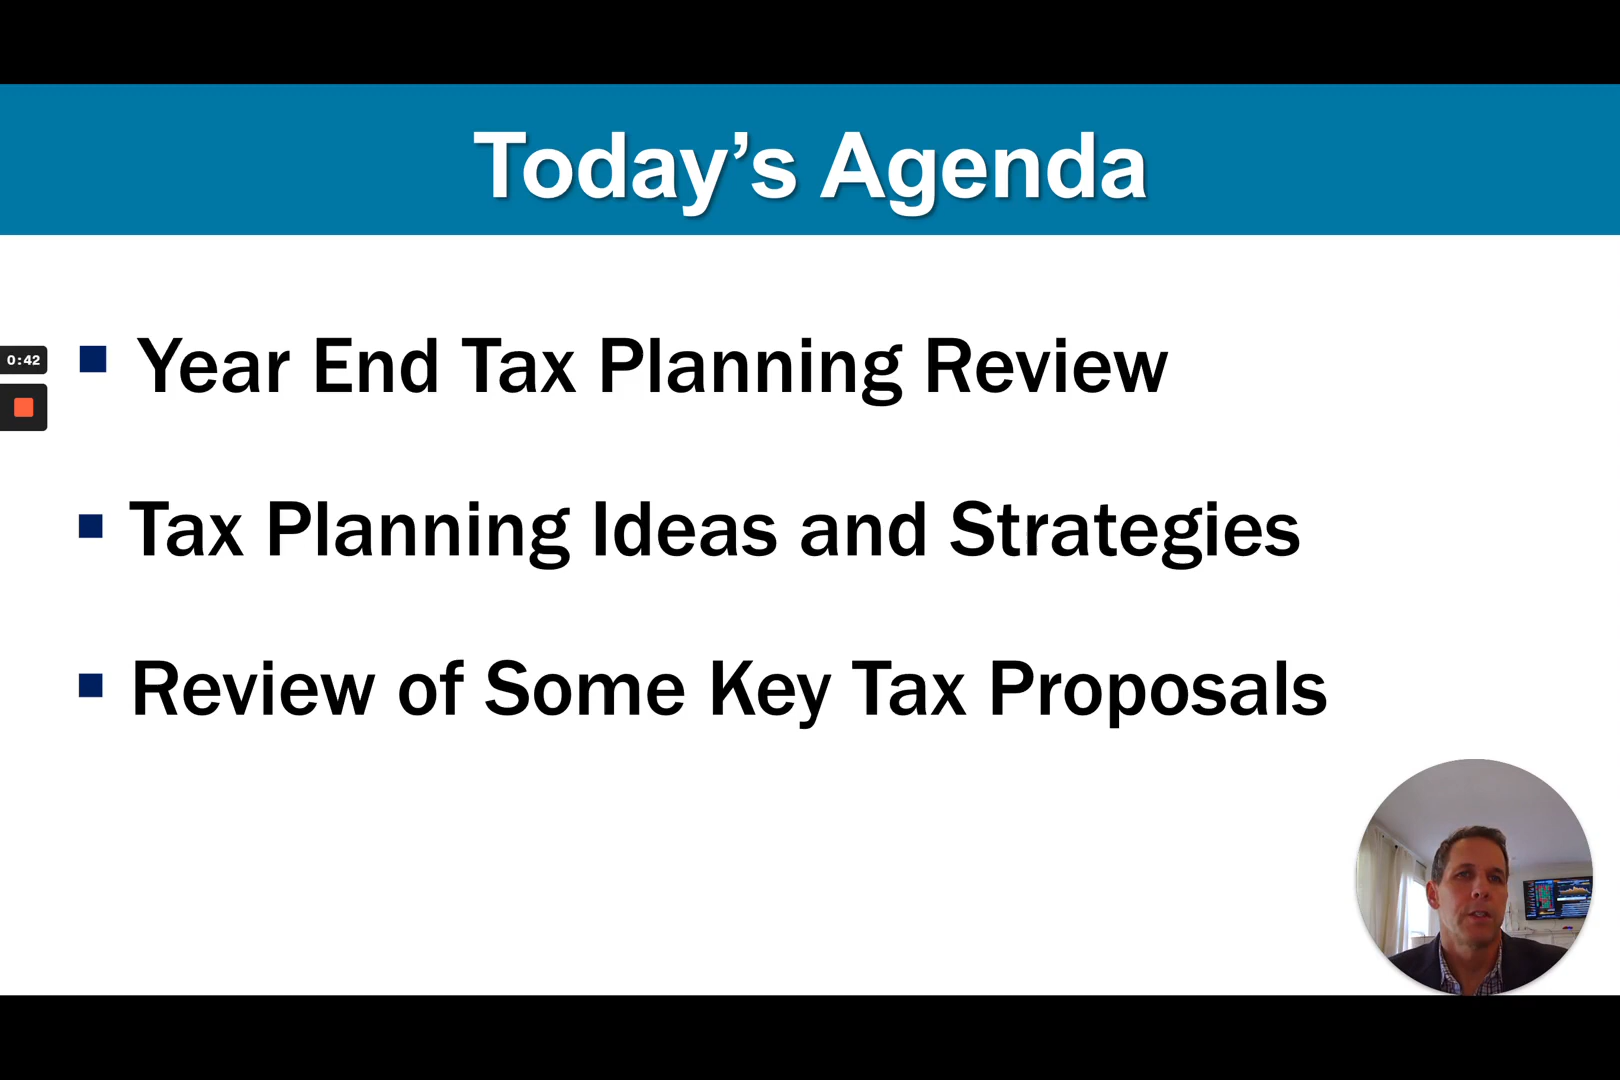 Today’s Agenda
0:42
Year End Tax Planning Review
Tax Planning Ideas and Strategies
Review of Some Key Tax Proposals